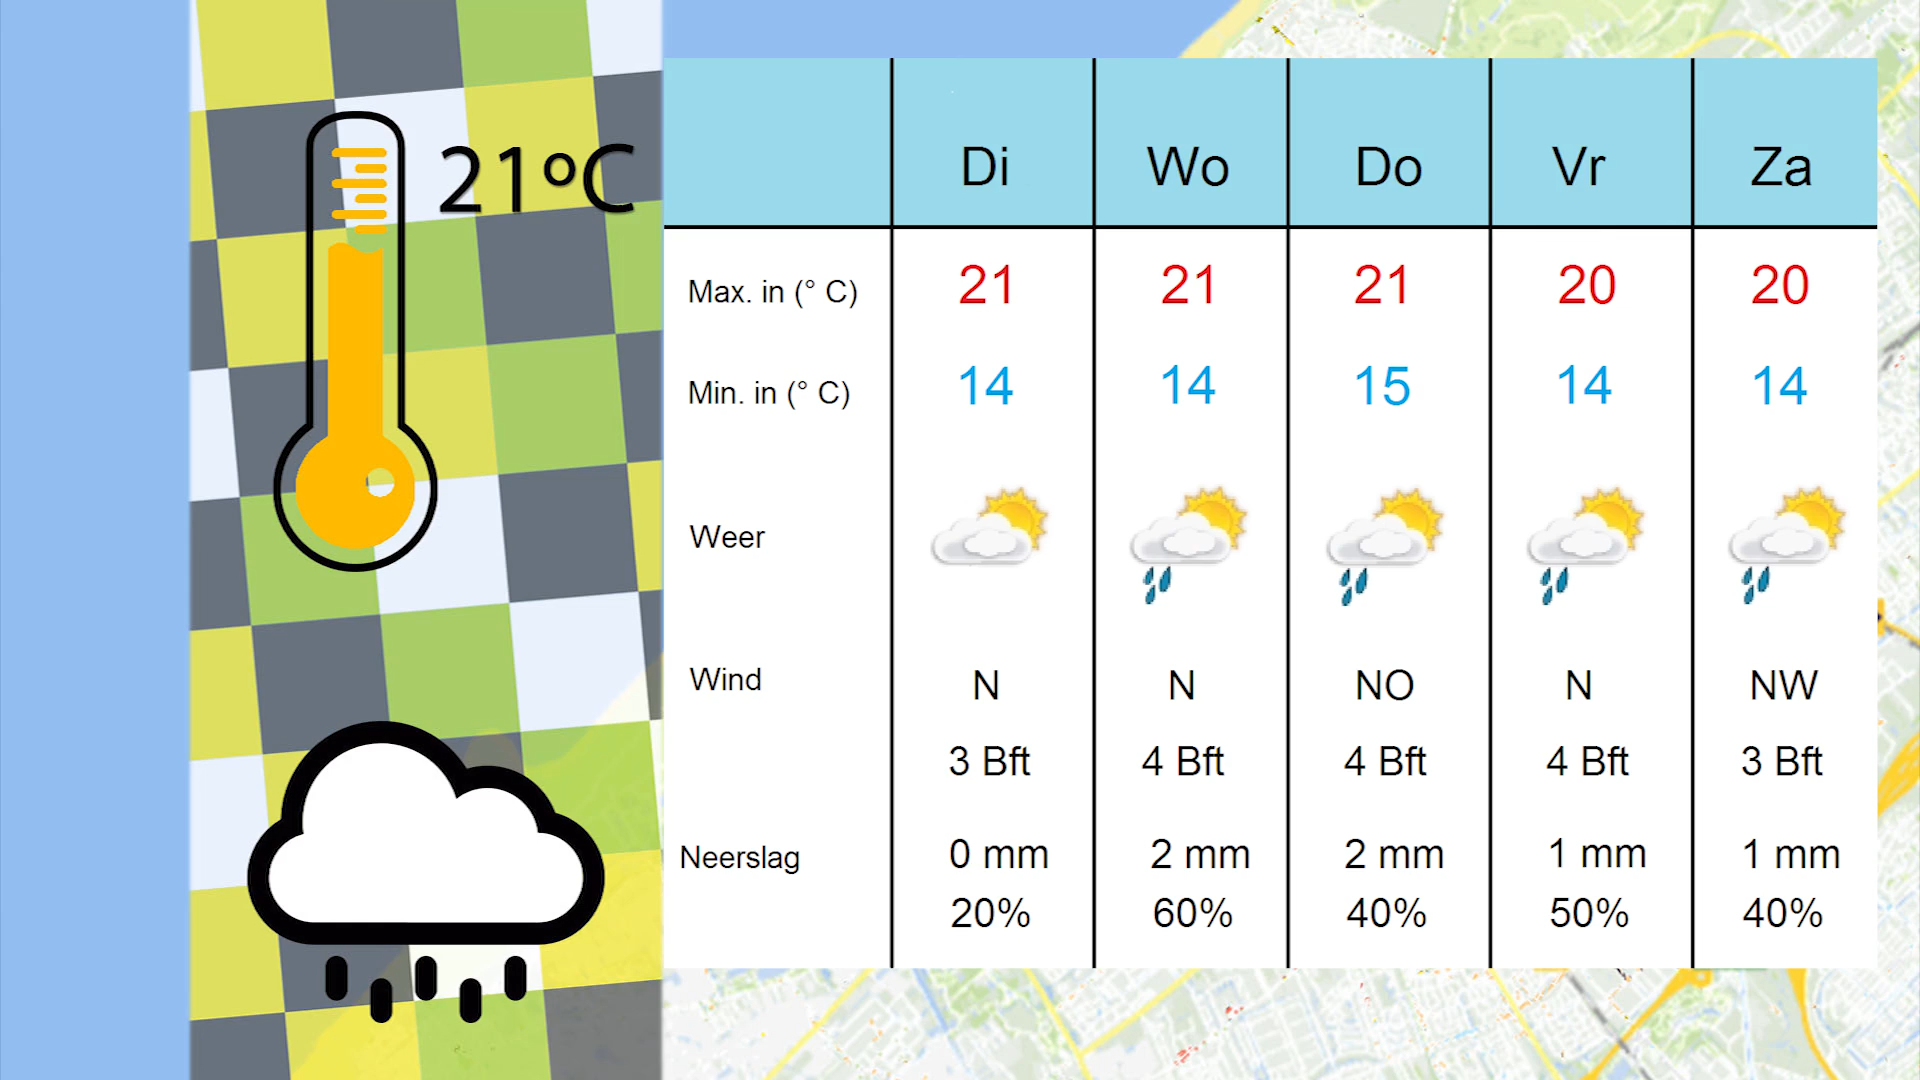 21ºC
Di Wo Do Vr Za
Max. in (° C) 21 21 21 20 20
Min. in (° C) 14 14 15 14 14
Weer
Wind N N NO N NW
3 Bft 4 Bft 4 Bft 4 Bft 3 Bft
Neerslag 0 mm 2 mm 2 mm 1 mm 1 mm
20% 60% 40% 50% 40%